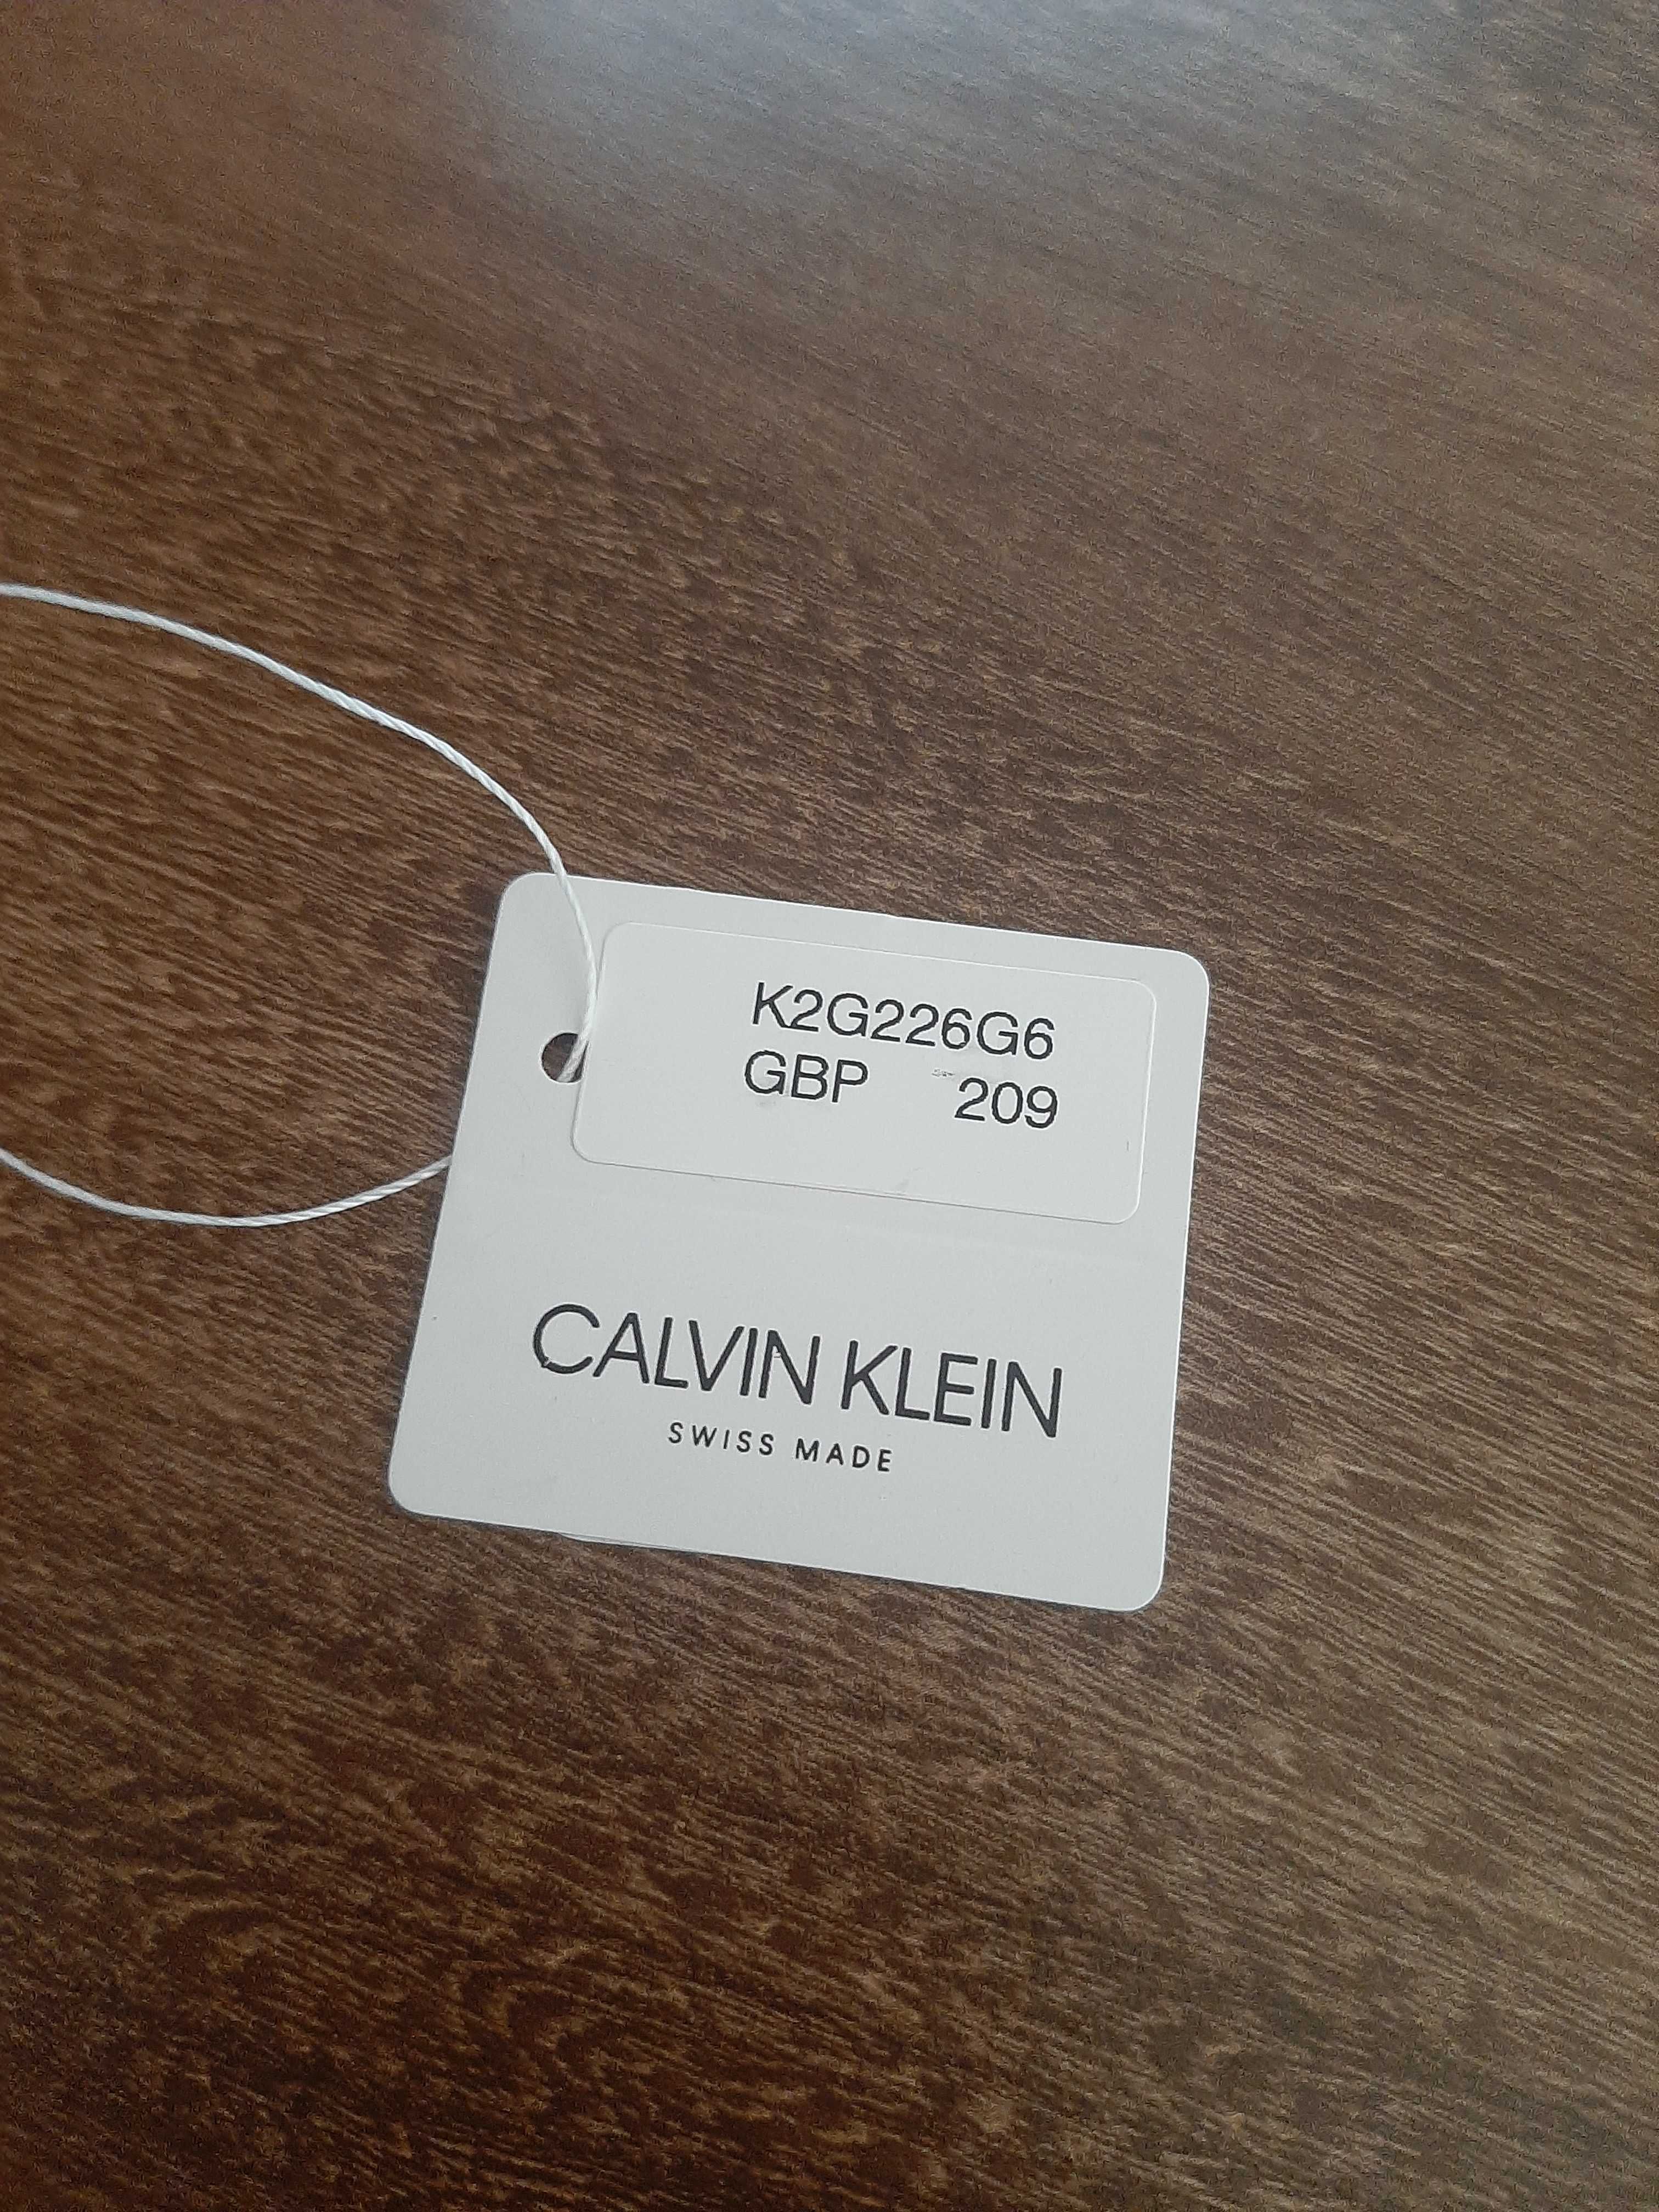 K2G226G6
GBP 209
CALVIN KLEIN
SWISS MADE